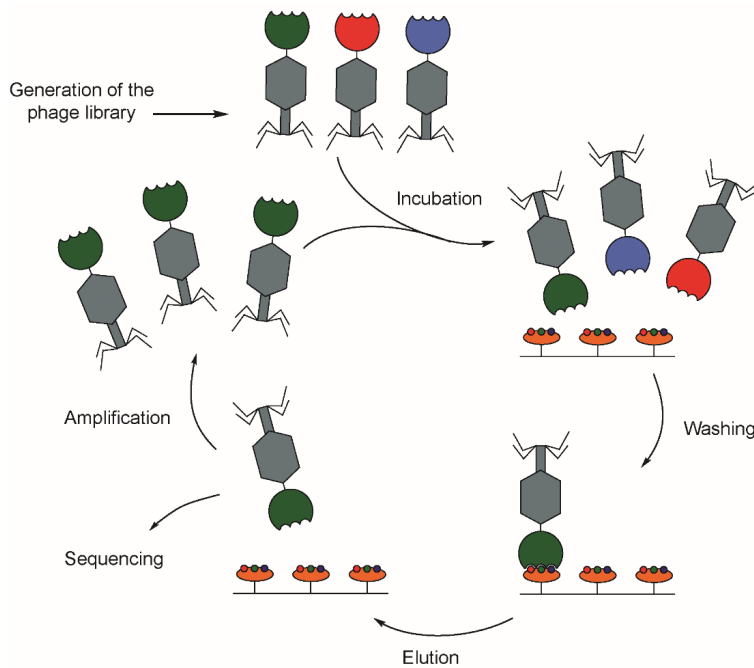 Generation of the
phage library
Incubation
Amplification
Washing
Sequencing
Elution